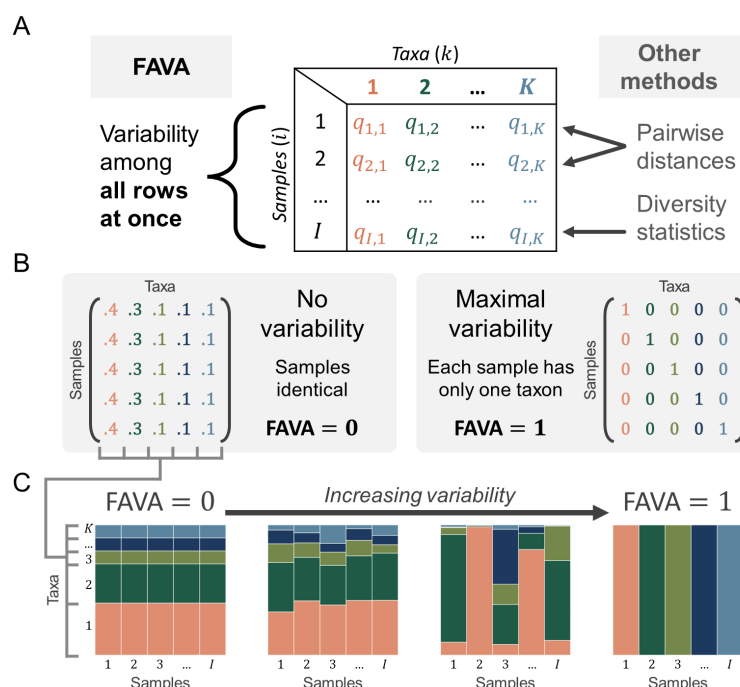 A
FAVA
Variability
among
all rows
at once
Taxa (k)
Samples (i)
1 2 ... K
1 q1,1 q1,2 ... q1,K
2 q2,1 q2,2 ... q2,K
... ... ... ... ...
I qI,1 qI,2 ... qI,K
Other
methods
Pairwise
distances
Diversity
statistics
B
Taxa
Samples
.4 .3 .1 .1 .1
.4 .3 .1 .1 .1
.4 .3 .1 .1 .1
.4 .3 .1 .1 .1
.4 .3 .1 .1 .1
No
variability
Samples
identical
FAVA = 0
Maximal
variability
Each sample has
only one taxon
FAVA = 1
Taxa
Samples
1 0 0 0 0
0 1 0 0 0
0 0 1 0 0
0 0 0 1 0
0 0 0 0 1
C
FAVA = 0
Increasing variability
FAVA = 1
Taxa
K
...
3
2
1
1 2 3 ... I
Samples
1 2 3 ... I
Samples
1 2 3 ... I
Samples
1 2 3 ... I
Samples